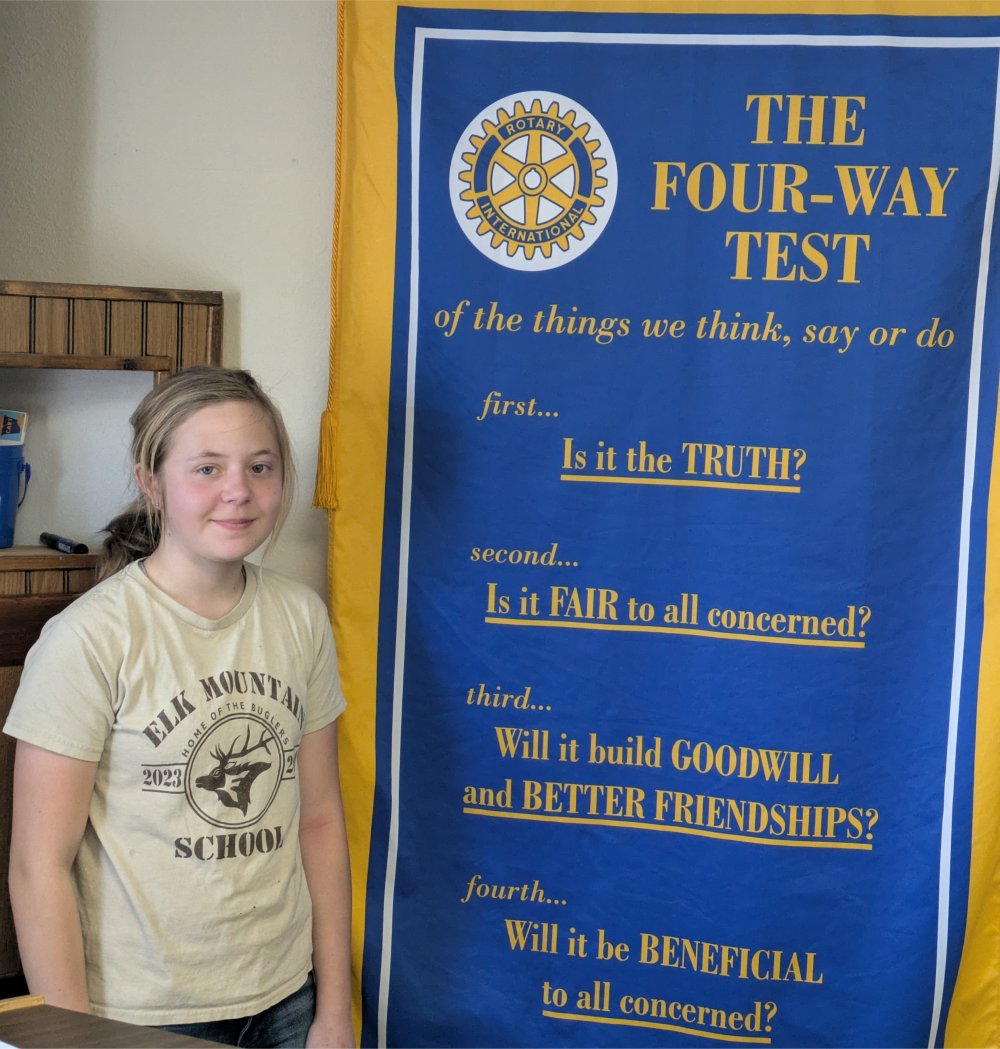 ROTARY
INTERNATIONAL
THE
FOUR-WAY
TEST
of the things we think, say or do
first...
Is it the TRUTH?
second...
Is it FAIR to all concerned?
third...
Will it build GOODWILL
and BETTER FRIENDSHIPS?
fourth...
Will it be BENEFICIAL
to all concerned?
ELK MOUNTAIN
HOME OF THE BUGLERS
2023
SCHOOL